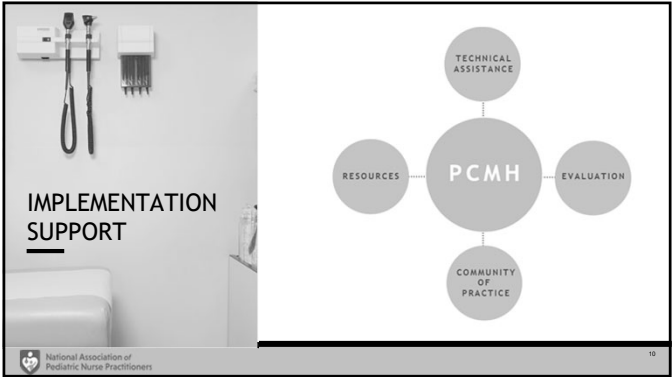 IMPLEMENTATION
SUPPORT
TECHNICAL
ASSISTANCE
RESOURCES
PCMH
EVALUATION
COMMUNITY
OF
PRACTICE
National Association of
Pediatric Nurse Practitioners
10